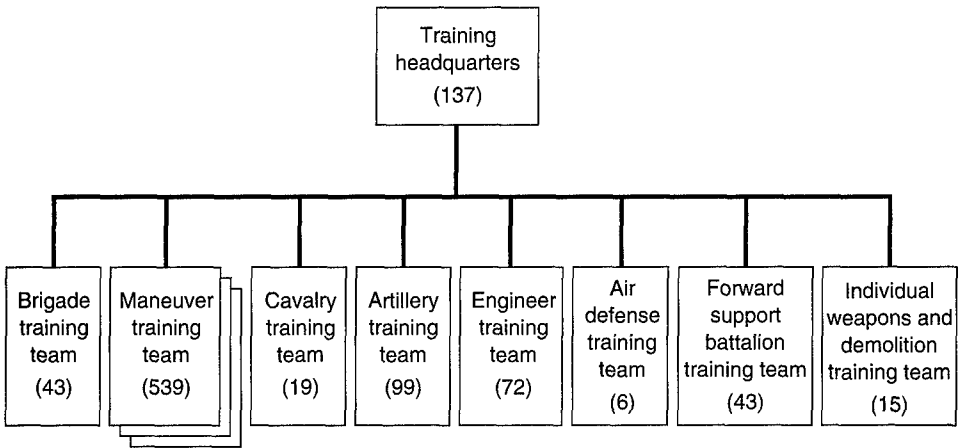 Training
headquarters
(137)
Brigade
training
team
(43)
Maneuver
training
team
(539)
Cavalry
training
team
(19)
Artillery
training
team
(99)
Engineer
training
team
(72)
Air
defense
training
team
(6)
Forward
support
battalion
training team
(43)
Individual
weapons and
demolition
training team
(15)